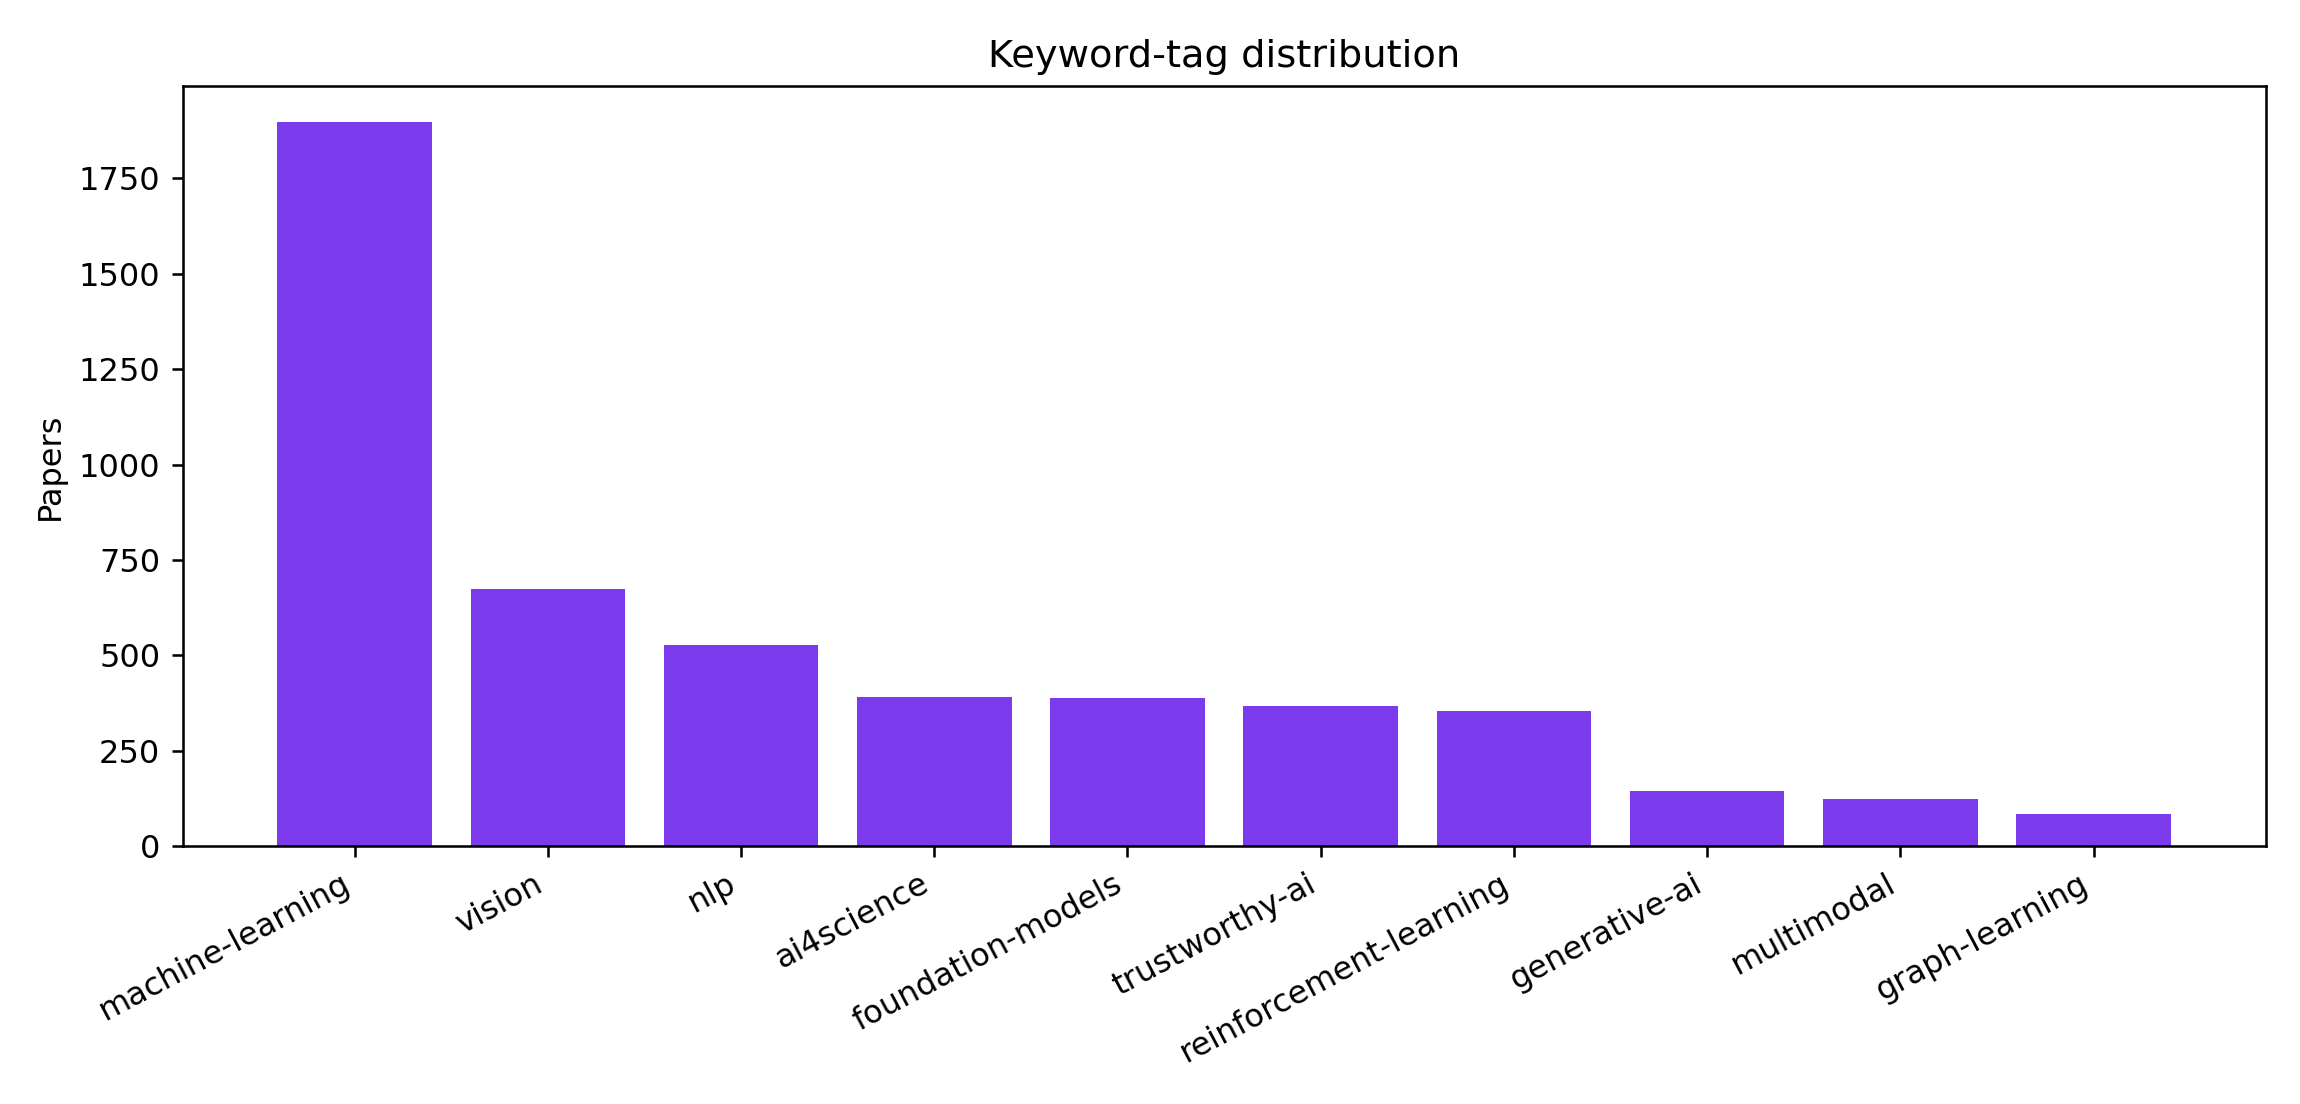 Keyword-tag distribution
Papers
1750
1500
1250
1000
750
500
250
0
machine-learning
vision
nlp
ai4science
foundation-models
trustworthy-ai
reinforcement-learning
generative-ai
multimodal
graph-learning